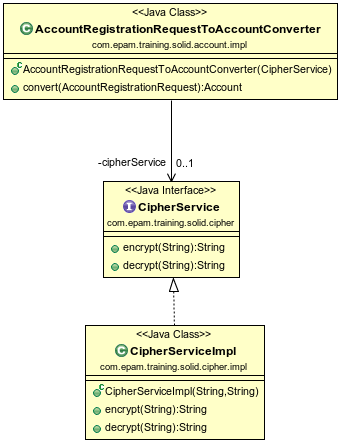 <<Java Class>>
C AccountRegistrationRequestToAccountConverter
com.epam.training.solid.account.impl
c AccountRegistrationRequestToAccountConverter(CipherService)
convert(AccountRegistrationRequest):Account
-cipherService 0..1
<<Java Interface>>
I CipherService
com.epam.training.solid.cipher
encrypt(String):String
decrypt(String):String
<<Java Class>>
C CipherServiceImpl
com.epam.training.solid.cipher.impl
c CipherServiceImpl(String,String)
encrypt(String):String
decrypt(String):String